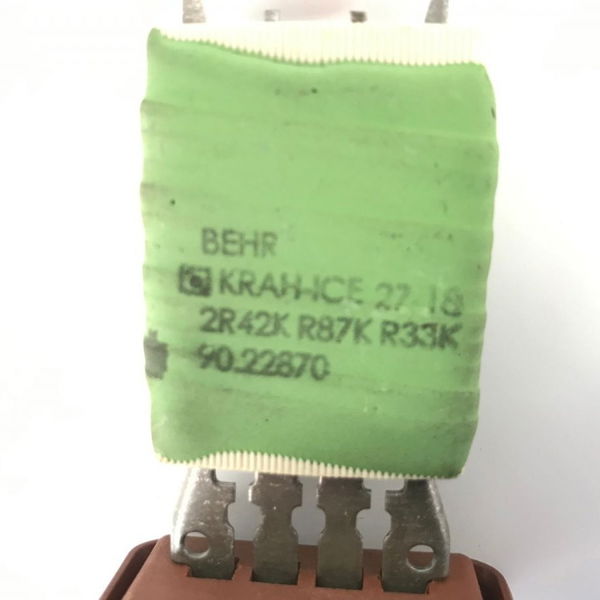 BEHR
KRAH-ICE 27.18
2R42K R87K R33K
90.22870